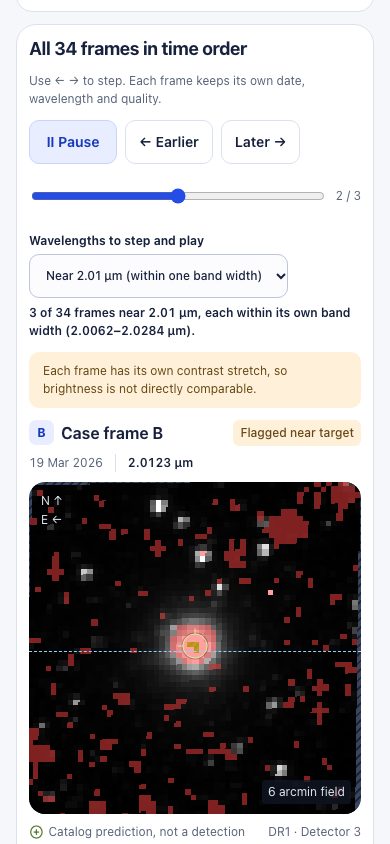 All 34 frames in time order
Use ← → to step. Each frame keeps its own date,
wavelength and quality.
II Pause
← Earlier
Later →
2 / 3
Wavelengths to step and play
Near 2.01 µm (within one band width)
3 of 34 frames near 2.01 µm, each within its own band
width (2.0062–2.0284 µm).
Each frame has its own contrast stretch, so
brightness is not directly comparable.
B Case frame B
Flagged near target
19 Mar 2026
2.0123 µm
N ↑
E ←
6 arcmin field
Catalog prediction, not a detection
DR1 · Detector 3